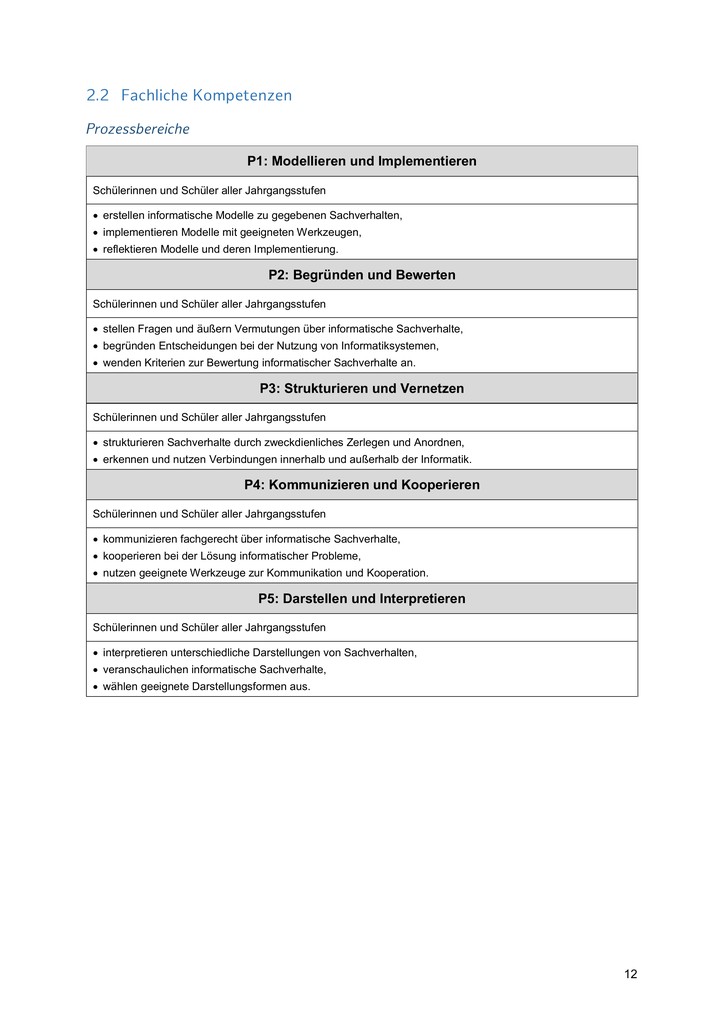 2.2 Fachliche Kompetenzen
Prozessbereiche
P1: Modellieren und Implementieren
Schülerinnen und Schüler aller Jahrgangsstufen
• erstellen informatische Modelle zu gegebenen Sachverhalten,
• implementieren Modelle mit geeigneten Werkzeugen,
• reflektieren Modelle und deren Implementierung.
P2: Begründen und Bewerten
Schülerinnen und Schüler aller Jahrgangsstufen
• stellen Fragen und äußern Vermutungen über informatische Sachverhalte,
• begründen Entscheidungen bei der Nutzung von Informatiksystemen,
• wenden Kriterien zur Bewertung informatischer Sachverhalte an.
P3: Strukturieren und Vernetzen
Schülerinnen und Schüler aller Jahrgangsstufen
• strukturieren Sachverhalte durch zweckdienliches Zerlegen und Anordnen,
• erkennen und nutzen Verbindungen innerhalb und außerhalb der Informatik.
P4: Kommunizieren und Kooperieren
Schülerinnen und Schüler aller Jahrgangsstufen
• kommunizieren fachgerecht über informatische Sachverhalte,
• kooperieren bei der Lösung informatischer Probleme,
• nutzen geeignete Werkzeuge zur Kommunikation und Kooperation.
P5: Darstellen und Interpretieren
Schülerinnen und Schüler aller Jahrgangsstufen
• interpretieren unterschiedliche Darstellungen von Sachverhalten,
• veranschaulichen informatische Sachverhalte,
• wählen geeignete Darstellungsformen aus.
12